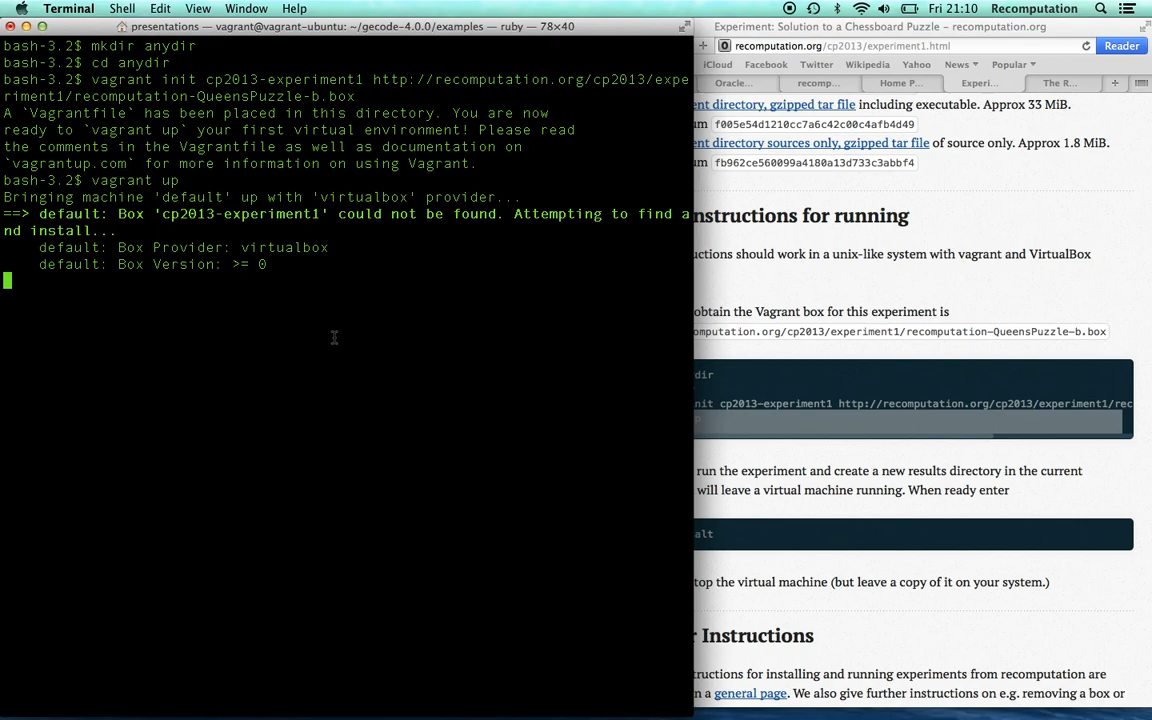 Terminal Shell Edit View Window Help
Fri 21:10 Recomputation
presentations — vagrant@vagrant-ubuntu: ~/gecode-4.0.0/examples — ruby — 78×40
bash-3.2$ mkdir anydir
bash-3.2$ cd anydir
bash-3.2$ vagrant init cp2013-experiment1 http://recomputation.org/cp2013/expe
riment1/recomputation-QueensPuzzle-b.box
A `Vagrantfile` has been placed in this directory. You are now
ready to `vagrant up` your first virtual environment! Please read
the comments in the Vagrantfile as well as documentation on
`vagrantup.com` for more information on using Vagrant.
bash-3.2$ vagrant up
Bringing machine 'default' up with 'virtualbox' provider...
==> default: Box 'cp2013-experiment1' could not be found. Attempting to find a
nd install...
default: Box Provider: virtualbox
default: Box Version: >= 0
Experiment: Solution to a Chessboard Puzzle – recomputation.org
recomputation.org/cp2013/experiment1.html
Reader
iCloud Facebook Twitter Wikipedia Yahoo News Popular
Oracle... recomp... Home P... Experi... The R...
ent directory, gzipped tar file including executable. Approx 33 MiB.
um f005e54d1210cc7a6c42c00c4afb4d49
ent directory sources only, gzipped tar file of source only. Approx 1.8 MiB.
um fb962ce560099a4180a13d733c3abbf4
nstructions for running
uctions should work in a unix-like system with vagrant and VirtualBox
obtain the Vagrant box for this experiment is
omputation.org/cp2013/experiment1/recomputation-QueensPuzzle-b.box
dir
nit cp2013-experiment1 http://recomputation.org/cp2013/experiment1/rec
p
run the experiment and create a new results directory in the current
will leave a virtual machine running. When ready enter
alt
top the virtual machine (but leave a copy of it on your system.)
r Instructions
tructions for installing and running experiments from recomputation are
n a general page. We also give further instructions on e.g. removing a box or